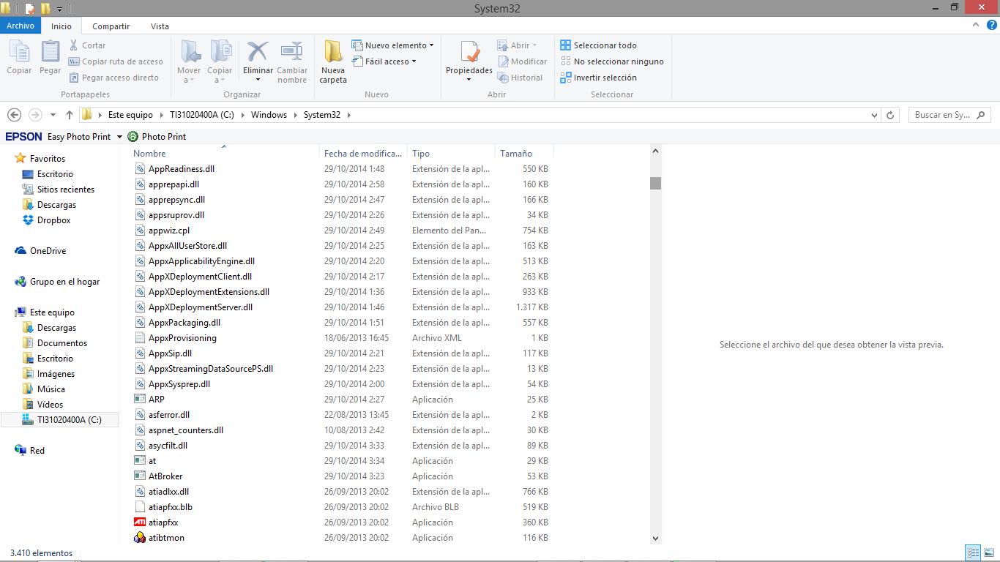 System32
Archivo Inicio Compartir Vista
Copiar
Pegar
Cortar
Copiar ruta de acceso
Pegar acceso directo
Portapapeles
Mover a
Copiar a
Eliminar
Cambiar nombre
Organizar
Nueva carpeta
Nuevo elemento
Fácil acceso
Nuevo
Propiedades
Abrir
Modificar
Historial
Abrir
Seleccionar todo
No seleccionar ninguno
Invertir selección
Seleccionar
Este equipo TI31020400A (C:) Windows System32
Buscar en Sy...
EPSON Easy Photo Print Photo Print
Favoritos
Escritorio
Sitios recientes
Descargas
Dropbox
OneDrive
Grupo en el hogar
Este equipo
Descargas
Documentos
Escritorio
Imágenes
Música
Vídeos
TI31020400A (C:)
Red
Nombre Fecha de modifica... Tipo Tamaño
AppReadiness.dll 29/10/2014 1:48 Extensión de la apl... 550 KB
apprepapi.dll 29/10/2014 2:58 Extensión de la apl... 160 KB
apprepsync.dll 29/10/2014 2:47 Extensión de la apl... 166 KB
appsruprov.dll 29/10/2014 2:26 Extensión de la apl... 34 KB
appwiz.cpl 29/10/2014 2:49 Elemento del Pan... 754 KB
AppxAllUserStore.dll 29/10/2014 2:25 Extensión de la apl... 163 KB
AppxApplicabilityEngine.dll 29/10/2014 2:20 Extensión de la apl... 513 KB
AppXDeploymentClient.dll 29/10/2014 2:17 Extensión de la apl... 263 KB
AppXDeploymentExtensions.dll 29/10/2014 1:36 Extensión de la apl... 933 KB
AppXDeploymentServer.dll 29/10/2014 1:46 Extensión de la apl... 1.317 KB
AppxPackaging.dll 29/10/2014 1:51 Extensión de la apl... 557 KB
AppxProvisioning 18/06/2013 16:45 Archivo XML 1 KB
AppxSip.dll 29/10/2014 2:21 Extensión de la apl... 117 KB
AppxStreamingDataSourcePS.dll 29/10/2014 2:23 Extensión de la apl... 13 KB
AppxSysprep.dll 29/10/2014 2:00 Extensión de la apl... 54 KB
ARP 29/10/2014 2:27 Aplicación 25 KB
asferror.dll 22/08/2013 13:45 Extensión de la apl... 2 KB
aspnet_counters.dll 10/08/2013 2:42 Extensión de la apl... 30 KB
asycfilt.dll 29/10/2014 3:33 Extensión de la apl... 89 KB
at 29/10/2014 3:34 Aplicación 29 KB
AtBroker 29/10/2014 3:23 Aplicación 53 KB
atiadlxx.dll 26/09/2013 20:02 Extensión de la apl... 766 KB
atiapfxx.blb 26/09/2013 20:02 Archivo BLB 519 KB
ATI atiapfxx 26/09/2013 20:02 Aplicación 360 KB
atibtmon 26/09/2013 20:02 Aplicación 116 KB
Seleccione el archivo del que desea obtener la vista previa.
3.410 elementos